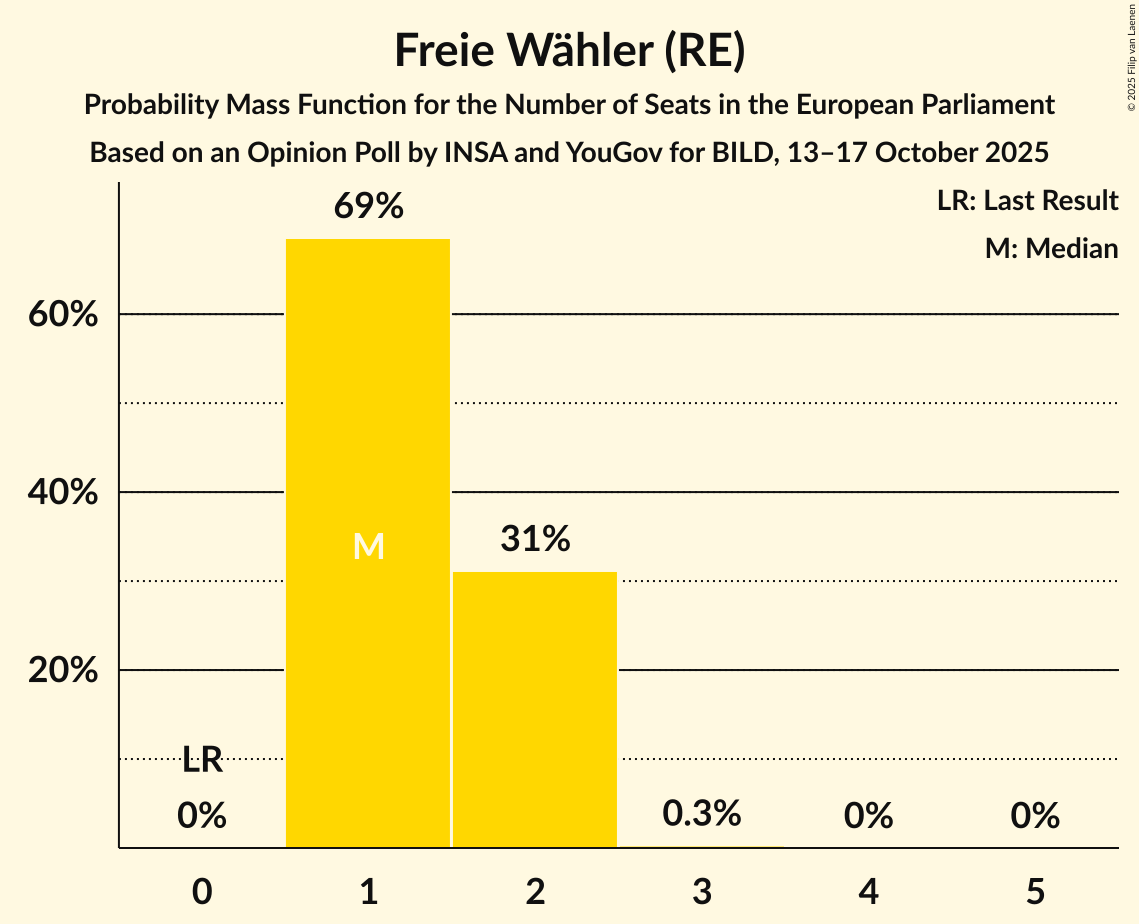 Freie Wähler (RE)
Probability Mass Function for the Number of Seats in the European Parliament
Based on an Opinion Poll by INSA and YouGov for BILD, 13–17 October 2025
© 2025 Filip van Laenen
LR: Last Result
M: Median
69%
60%
40%
31%
M
20%
LR
0%
0.3%
0%
0%
0 1 2 3 4 5